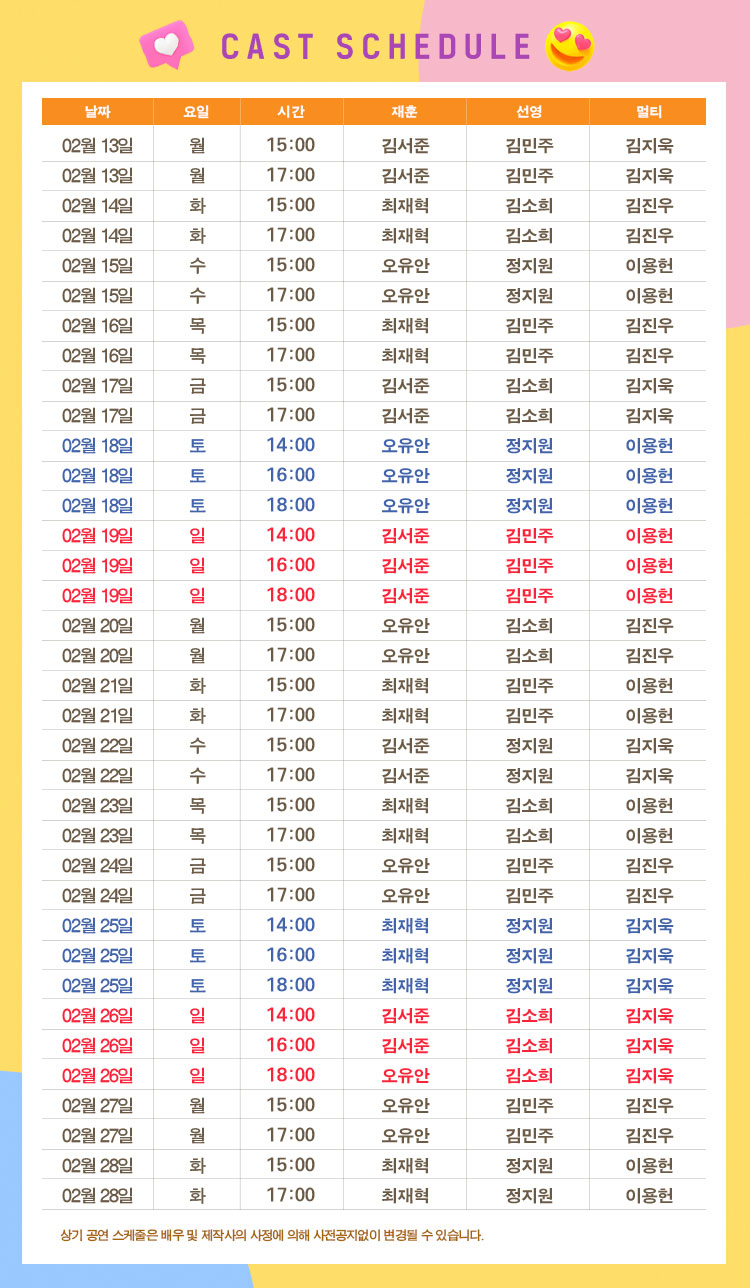 CAST SCHEDULE
날짜 요일 시간 재훈 선영 멀티
02월 13일 월 15:00 김서준 김민주 김지욱
02월 13일 월 17:00 김서준 김민주 김지욱
02월 14일 화 15:00 최재혁 김소희 김진우
02월 14일 화 17:00 최재혁 김소희 김진우
02월 15일 수 15:00 오유안 정지원 이용헌
02월 15일 수 17:00 오유안 정지원 이용헌
02월 16일 목 15:00 최재혁 김민주 김진우
02월 16일 목 17:00 최재혁 김민주 김진우
02월 17일 금 15:00 김서준 김소희 김지욱
02월 17일 금 17:00 김서준 김소희 김지욱
02월 18일 토 14:00 오유안 정지원 이용헌
02월 18일 토 16:00 오유안 정지원 이용헌
02월 18일 토 18:00 오유안 정지원 이용헌
02월 19일 일 14:00 김서준 김민주 이용헌
02월 19일 일 16:00 김서준 김민주 이용헌
02월 19일 일 18:00 김서준 김민주 이용헌
02월 20일 월 15:00 오유안 김소희 김진우
02월 20일 월 17:00 오유안 김소희 김진우
02월 21일 화 15:00 최재혁 김민주 이용헌
02월 21일 화 17:00 최재혁 김민주 이용헌
02월 22일 수 15:00 김서준 정지원 김지욱
02월 22일 수 17:00 김서준 정지원 김지욱
02월 23일 목 15:00 최재혁 김소희 이용헌
02월 23일 목 17:00 최재혁 김소희 이용헌
02월 24일 금 15:00 오유안 김민주 김진우
02월 24일 금 17:00 오유안 김민주 김진우
02월 25일 토 14:00 최재혁 정지원 김지욱
02월 25일 토 16:00 최재혁 정지원 김지욱
02월 25일 토 18:00 최재혁 정지원 김지욱
02월 26일 일 14:00 김서준 김소희 김지욱
02월 26일 일 16:00 김서준 김소희 김지욱
02월 26일 일 18:00 오유안 김소희 김지욱
02월 27일 월 15:00 오유안 김민주 김진우
02월 27일 월 17:00 오유안 김민주 김진우
02월 28일 화 15:00 최재혁 정지원 이용헌
02월 28일 화 17:00 최재혁 정지원 이용헌
상기 공연 스케줄은 배우 및 제작사의 사정에 의해 사전공지없이 변경될 수 있습니다.